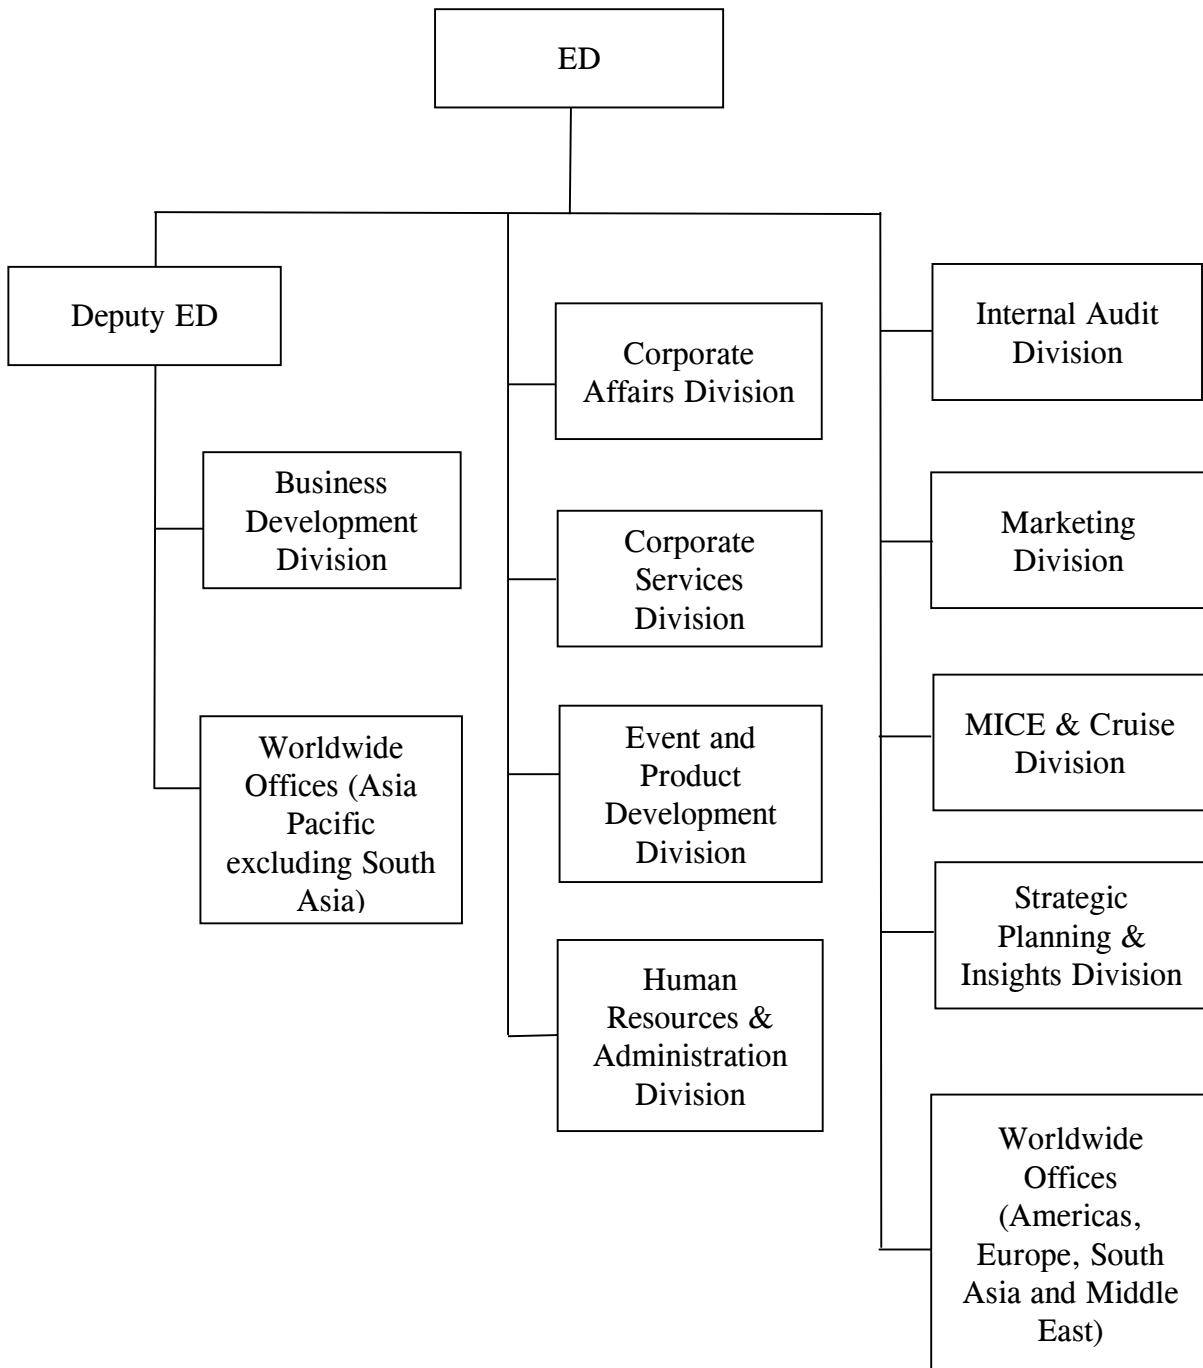 ED
Deputy ED
Business
Development
Division
Worldwide
Offices (Asia
Pacific
excluding South
Asia)
Corporate
Affairs Division
Corporate
Services
Division
Event and
Product
Development
Division
Human
Resources &
Administration
Division
Internal Audit
Division
Marketing
Division
MICE & Cruise
Division
Strategic
Planning &
Insights Division
Worldwide
Offices
(Americas,
Europe, South
Asia and Middle
East)